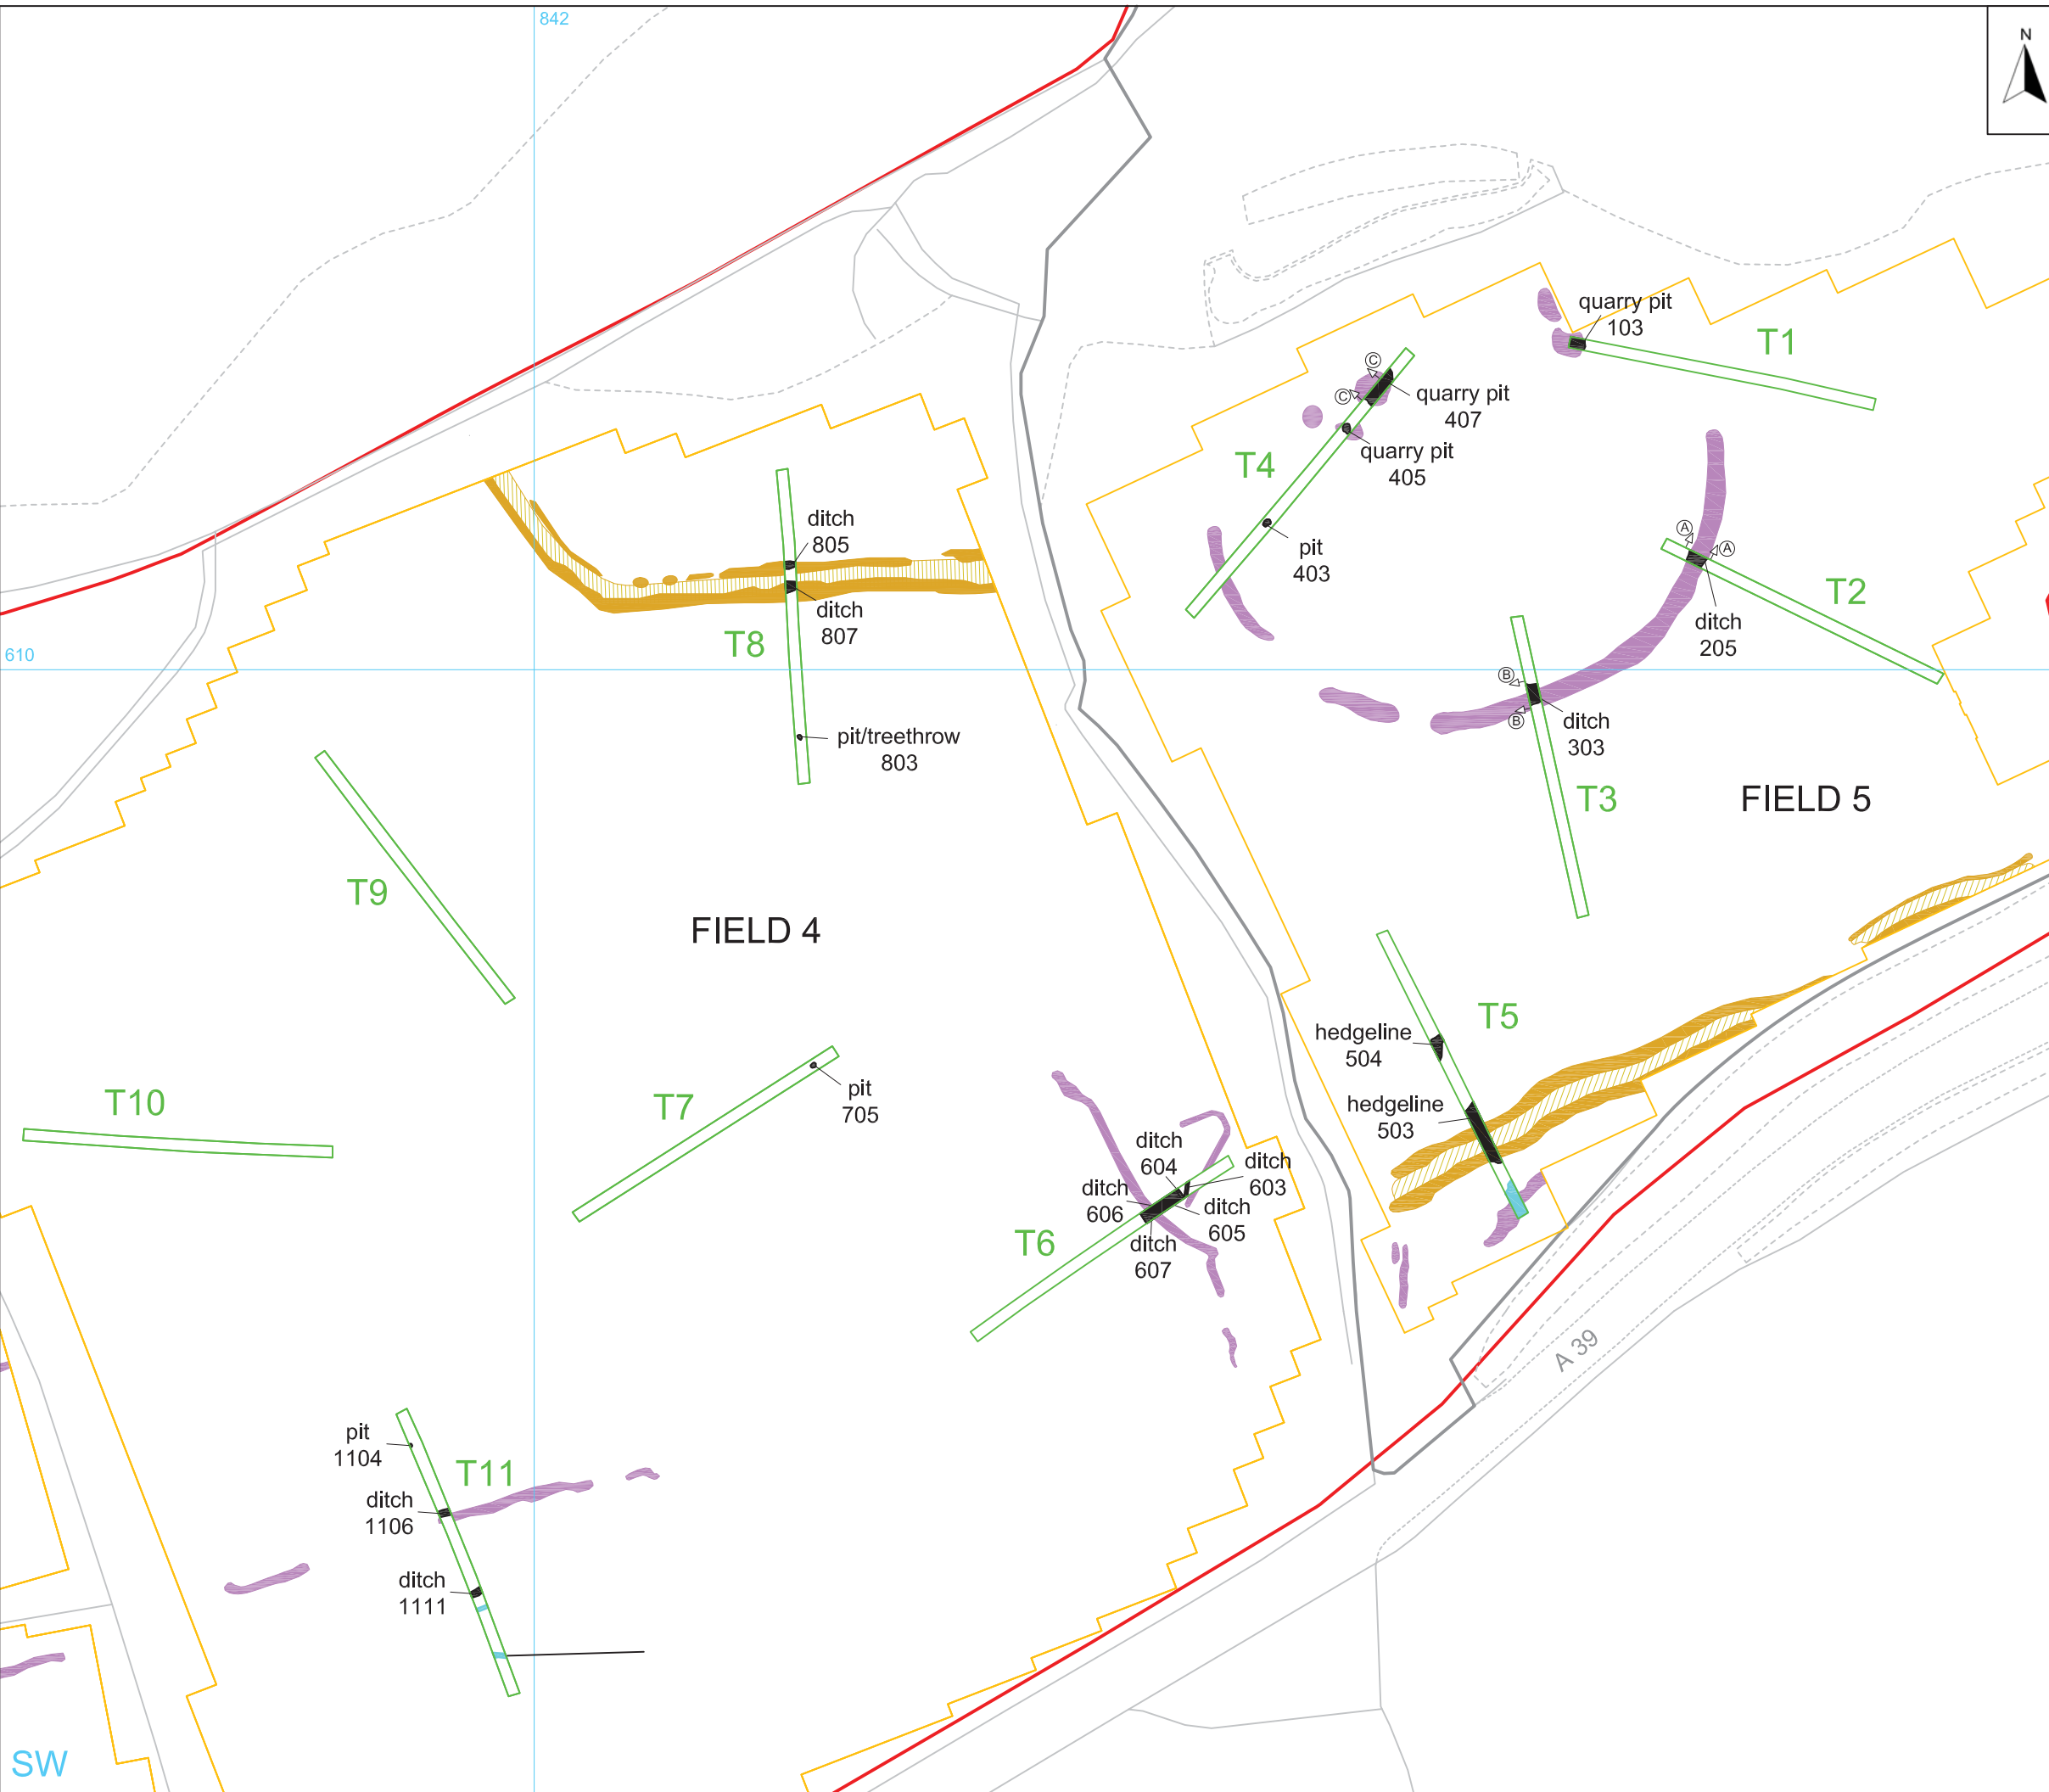 842
N
quarry pit
103
T1
C
C
quarry pit
407
quarry pit
405
T4
pit
403
A
A
T2
ditch
205
ditch
805
ditch
807
T8
610
pit/treethrow
803
B
B
ditch
303
T3
FIELD 5
T9
FIELD 4
T5
hedgeline
504
hedgeline
503
T10
T7
pit
705
ditch
604
ditch
603
ditch
606
ditch
605
ditch
607
T6
A 39
pit
1104
T11
ditch
1106
ditch
1111
SW